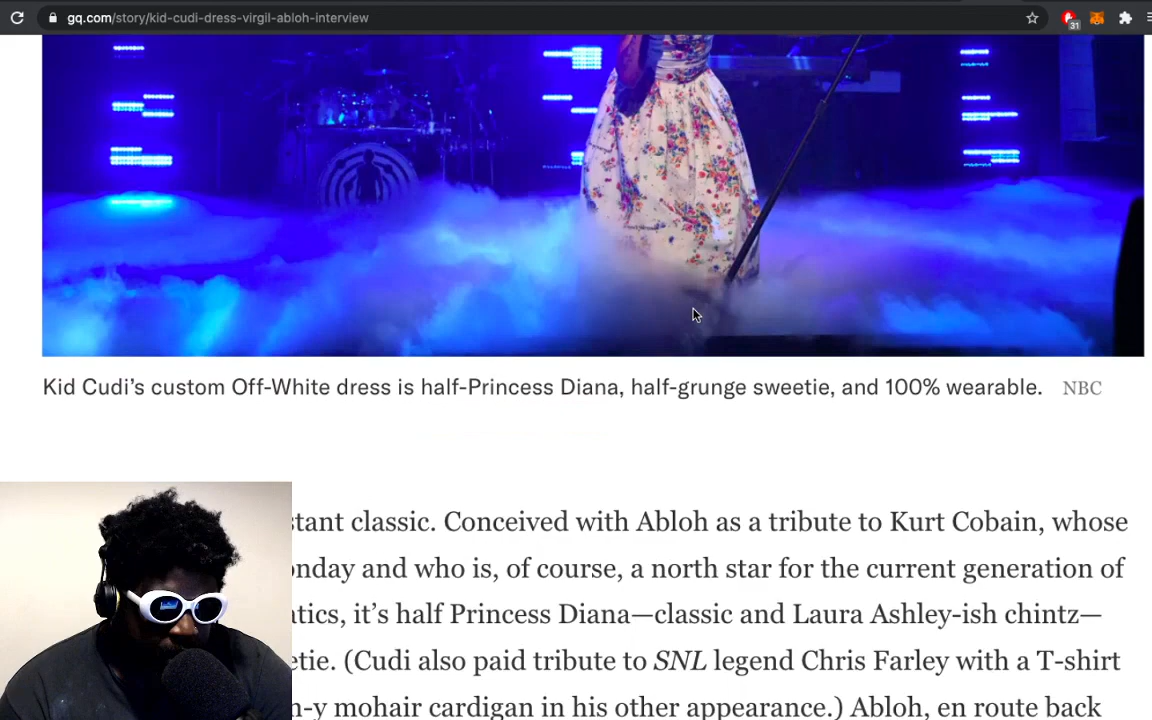 gq.com/story/kid-cudi-dress-virgil-abloh-interview
31
Kid Cudi’s custom Off-White dress is half-Princess Diana, half-grunge sweetie, and 100% wearable. NBC
stant classic. Conceived with Abloh as a tribute to Kurt Cobain, whose
onday and who is, of course, a north star for the current generation of
atics, it’s half Princess Diana—classic and Laura Ashley-ish chintz—
etie. (Cudi also paid tribute to SNL legend Chris Farley with a T-shirt
n-y mohair cardigan in his other appearance.) Abloh, en route back